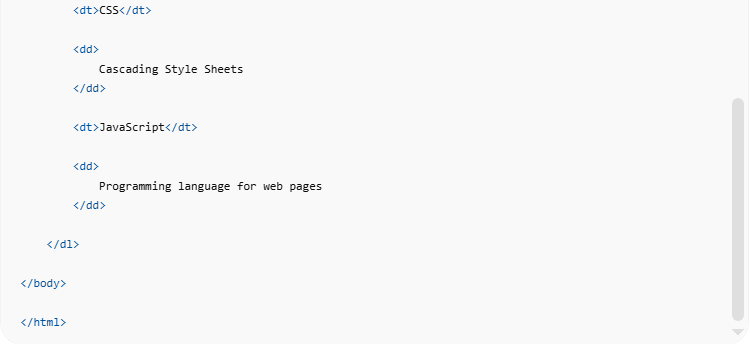 <dt>CSS</dt>
<dd>
Cascading Style Sheets
</dd>
<dt>JavaScript</dt>
<dd>
Programming language for web pages
</dd>
</dl>
</body>
</html>